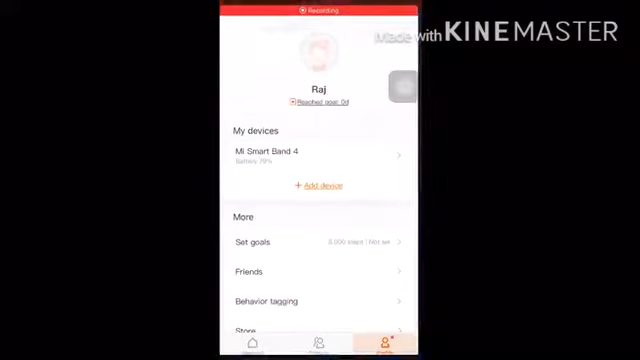 Recording
Made with KINEMASTER
Raj
Reached goal: 0d
My devices
Mi Smart Band 4
Battery 79%
+ Add device
More
Set goals
8,000 steps | Not set
Friends
Behavior tagging
Store
Profile